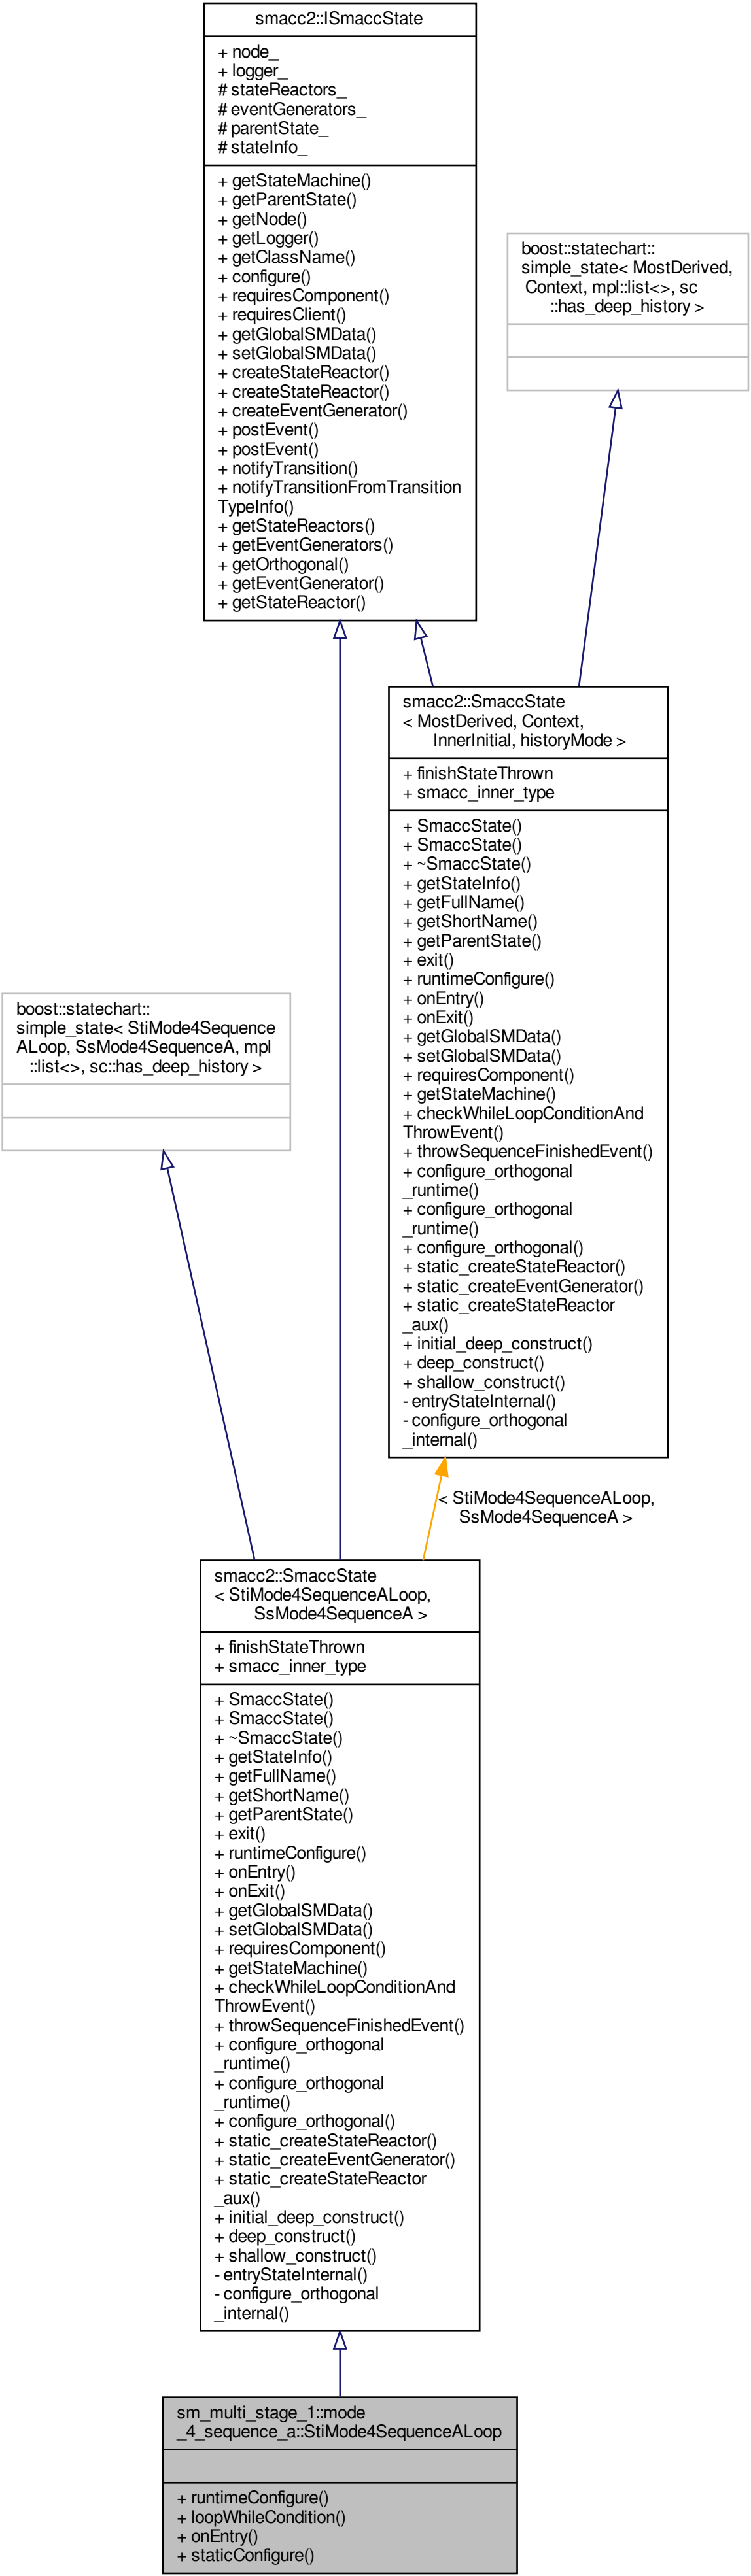 smacc2::ISmaccState
+ node_
+ logger_
# stateReactors_
# eventGenerators_
# parentState_
# stateInfo_
+ getStateMachine()
+ getParentState()
+ getNode()
+ getLogger()
+ getClassName()
+ configure()
+ requiresComponent()
+ requiresClient()
+ getGlobalSMData()
+ setGlobalSMData()
+ createStateReactor()
+ createStateReactor()
+ createEventGenerator()
+ postEvent()
+ postEvent()
+ notifyTransition()
+ notifyTransitionFromTransition
TypeInfo()
+ getStateReactors()
+ getEventGenerators()
+ getOrthogonal()
+ getEventGenerator()
+ getStateReactor()
boost::statechart::
simple_state< MostDerived,
Context, mpl::list<>, sc
::has_deep_history >
smacc2::SmaccState
< MostDerived, Context,
InnerInitial, historyMode >
+ finishStateThrown
+ smacc_inner_type
+ SmaccState()
+ SmaccState()
+ ~SmaccState()
+ getStateInfo()
+ getFullName()
+ getShortName()
+ getParentState()
+ exit()
+ runtimeConfigure()
+ onEntry()
+ onExit()
+ getGlobalSMData()
+ setGlobalSMData()
+ requiresComponent()
+ getStateMachine()
+ checkWhileLoopConditionAnd
ThrowEvent()
+ throwSequenceFinishedEvent()
+ configure_orthogonal
_runtime()
+ configure_orthogonal
_runtime()
+ configure_orthogonal()
+ static_createStateReactor()
+ static_createEventGenerator()
+ static_createStateReactor
_aux()
+ initial_deep_construct()
+ deep_construct()
+ shallow_construct()
- entryStateInternal()
- configure_orthogonal
_internal()
boost::statechart::
simple_state< StiMode4Sequence
ALoop, SsMode4SequenceA, mpl
::list<>, sc::has_deep_history >
< StiMode4SequenceALoop,
SsMode4SequenceA >
smacc2::SmaccState
< StiMode4SequenceALoop,
SsMode4SequenceA >
+ finishStateThrown
+ smacc_inner_type
+ SmaccState()
+ SmaccState()
+ ~SmaccState()
+ getStateInfo()
+ getFullName()
+ getShortName()
+ getParentState()
+ exit()
+ runtimeConfigure()
+ onEntry()
+ onExit()
+ getGlobalSMData()
+ setGlobalSMData()
+ requiresComponent()
+ getStateMachine()
+ checkWhileLoopConditionAnd
ThrowEvent()
+ throwSequenceFinishedEvent()
+ configure_orthogonal
_runtime()
+ configure_orthogonal
_runtime()
+ configure_orthogonal()
+ static_createStateReactor()
+ static_createEventGenerator()
+ static_createStateReactor
_aux()
+ initial_deep_construct()
+ deep_construct()
+ shallow_construct()
- entryStateInternal()
- configure_orthogonal
_internal()
sm_multi_stage_1::mode
_4_sequence_a::StiMode4SequenceALoop
+ runtimeConfigure()
+ loopWhileCondition()
+ onEntry()
+ staticConfigure()